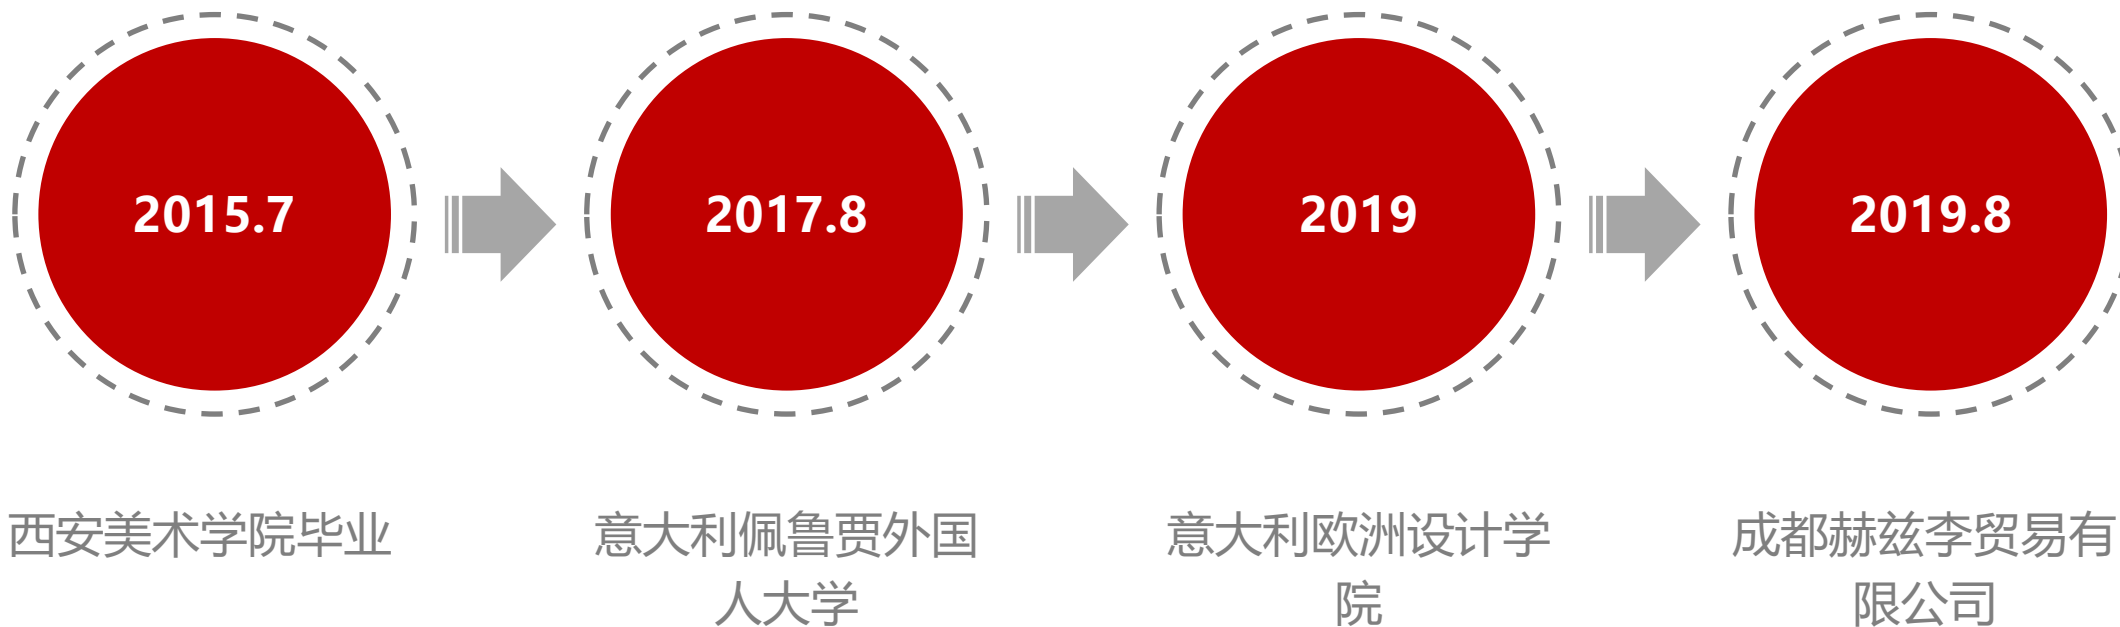 2015.7
2017.8
2019
2019.8
西安美术学院毕业
意大利佩鲁贾外国
人大学
意大利欧洲设计学
院
成都赫兹李贸易有
限公司